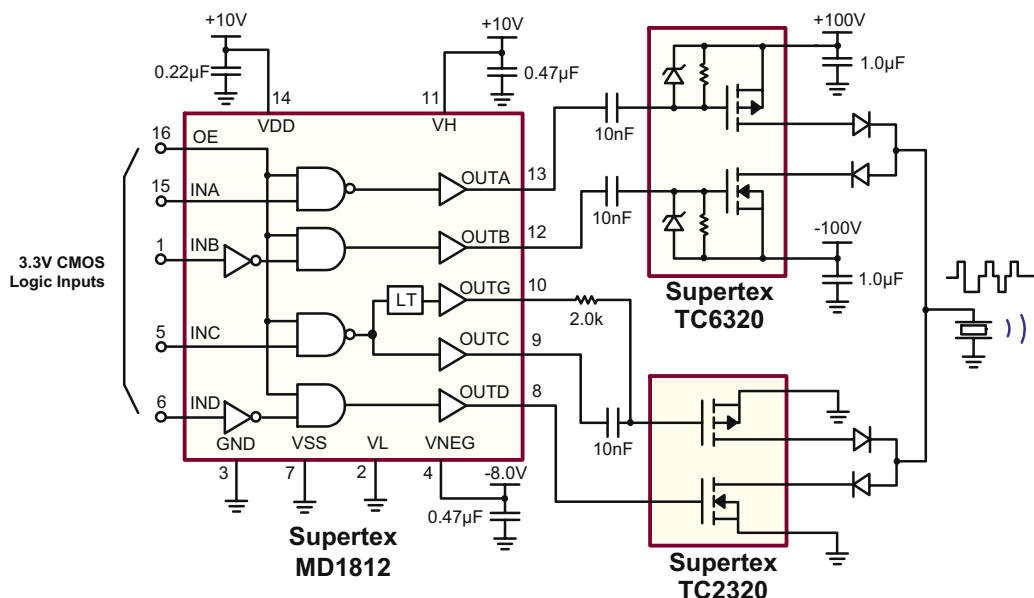 +10V
0.22µF
14
VDD
+10V
0.47µF
11
VH
+100V
1.0µF
10nF
16
OE
15
INA
13
OUTA
1
INB
12
OUTB
10nF
-100V
1.0µF
3.3V CMOS
Logic Inputs
LT
OUTG
10
2.0k
Supertex
TC6320
5
INC
OUTC
9
6
IND
OUTD
8
10nF
GND
VSS
VL
VNEG
3
7
2
4
-8.0V
0.47µF
Supertex
MD1812
Supertex
TC2320